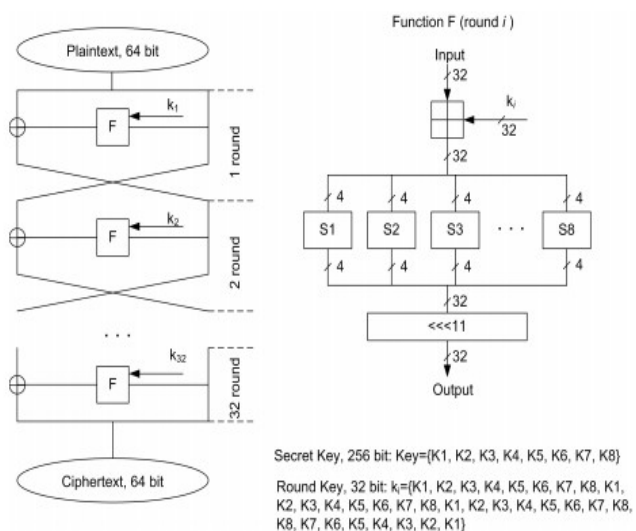 Plaintext, 64 bit
k1
F
1 round
k2
F
2 round
. . .
k32
F
32 round
Ciphertext, 64 bit
Function F (round i )
Input
32
ki
32
32
4 4 4 4
S1 S2 S3 . . . S8
4 4 4 4
32
<<<11
32
Output
Secret Key, 256 bit: Key={K1, K2, K3, K4, K5, K6, K7, K8}
Round Key, 32 bit: ki={K1, K2, K3, K4, K5, K6, K7, K8, K1,
K2, K3, K4, K5, K6, K7, K8, K1, K2, K3, K4, K5, K6, K7, K8,
K8, K7, K6, K5, K4, K3, K2, K1}